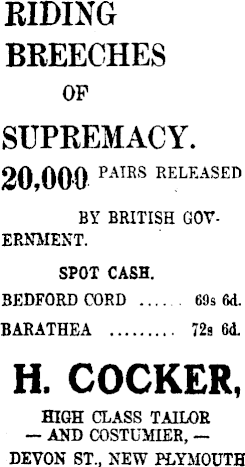 RIDING
BREECHES
OF
SUPREMACY.
20,000 PAIRS RELEASED
BY BRITISH GOV-
ERNMENT.
SPOT CASH.
BEDFORD CORD ...... 69s 6d.
BARATHEA ......... 72s 6d.
H. COCKER,
HIGH CLASS TAILOR
— AND COSTUMIER, —
DEVON ST., NEW PLYMOUTH